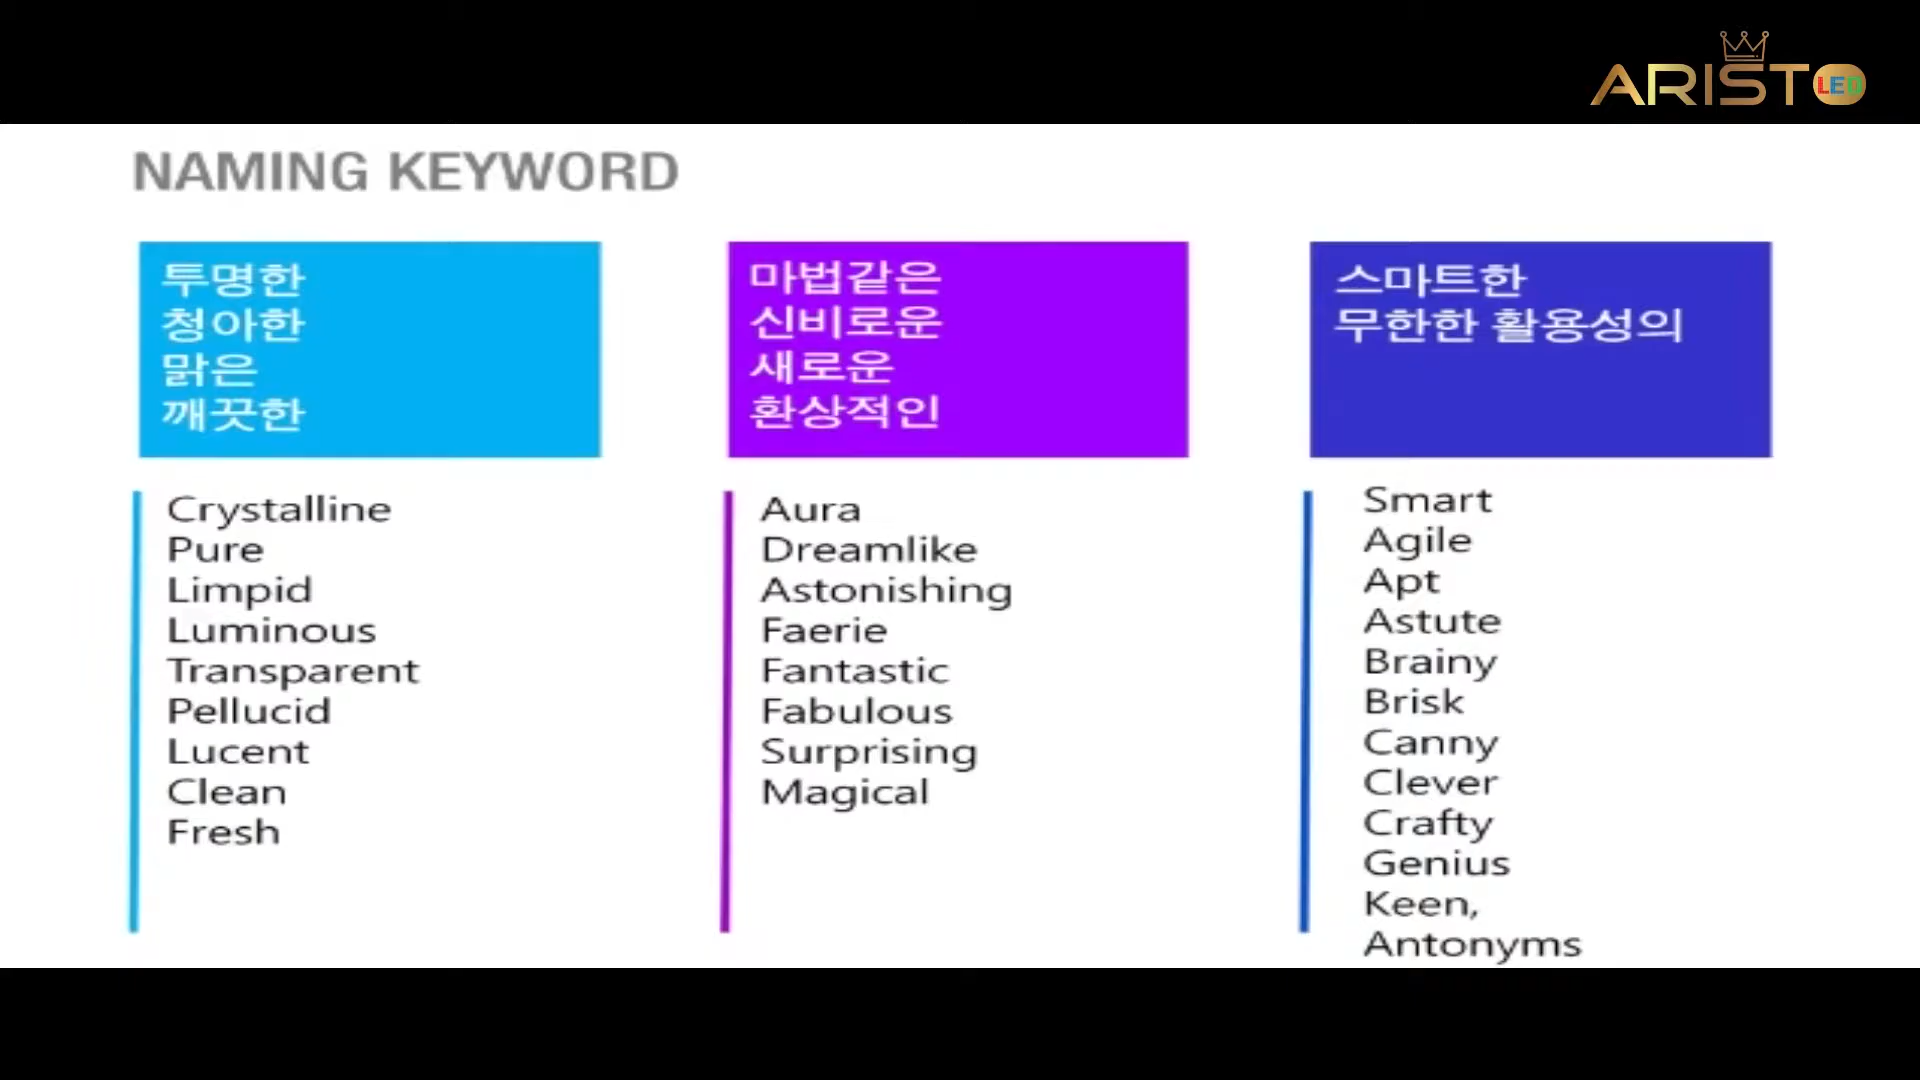 ARISTO LED
NAMING KEYWORD
투명한
청아한
맑은
깨끗한
Crystalline
Pure
Limpid
Luminous
Transparent
Pellucid
Lucent
Clean
Fresh
마법같은
신비로운
새로운
환상적인
Aura
Dreamlike
Astonishing
Faerie
Fantastic
Fabulous
Surprising
Magical
스마트한
무한한 활용성의
Smart
Agile
Apt
Astute
Brainy
Brisk
Canny
Clever
Crafty
Genius
Keen,
Antonyms